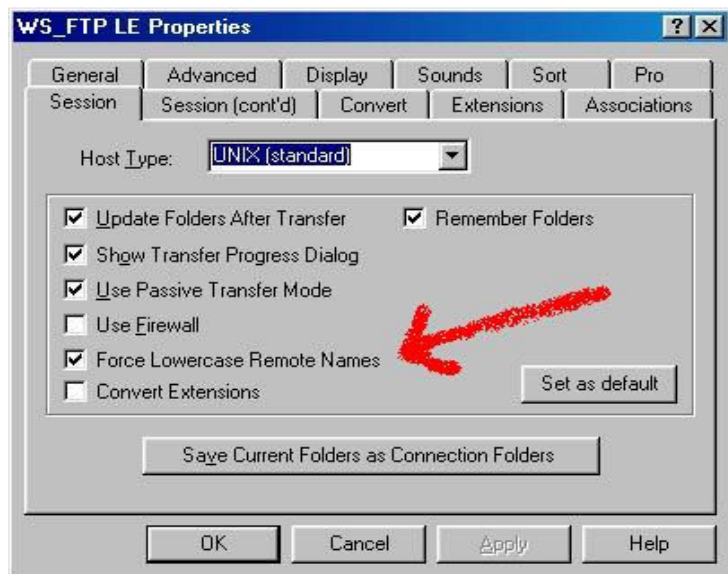 WS_FTP LE Properties
General Advanced Display Sounds Sort Pro
Session Session (cont'd) Convert Extensions Associations
Host Type: UNIX (standard)
Update Folders After Transfer Remember Folders
Show Transfer Progress Dialog
Use Passive Transfer Mode
Use Firewall
Force Lowercase Remote Names
Convert Extensions Set as default
Save Current Folders as Connection Folders
OK Cancel Apply Help